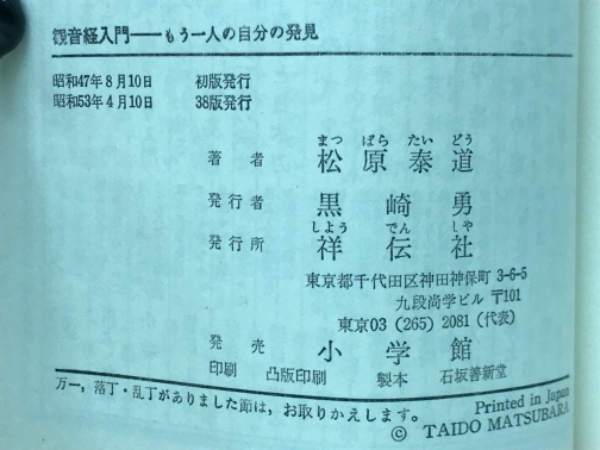 観音経入門——もう一人の自分の発見
昭和47年8月10日 初版発行
昭和53年4月10日 38版発行
まつ ばら たい どう
著者 松原泰道
発行者 黒崎勇
しよう でん しや
発行所 祥伝社
東京都千代田区神田神保町 3-6-5
九段尚学ビル 〒101
東京03 (265) 2081 (代表)
発売 小学館
印刷 凸版印刷 製本 石坂善新堂
万一，落丁・乱丁がありました節は，お取りかえします。
Printed in Japan
© TAIDO MATSUBARA